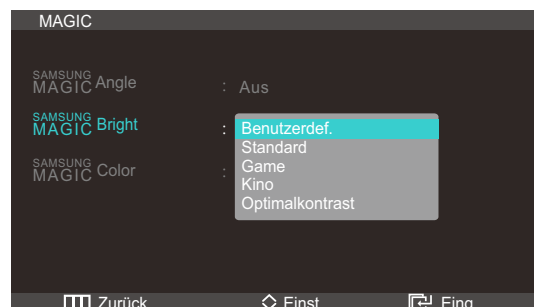 MAGIC
SAMSUNG MAGIC Angle : Aus
SAMSUNG MAGIC Bright : Benutzerdef.
Standard
Game
SAMSUNG MAGIC Color : Kino
Optimalkontrast
Zurück Einst. Eing.